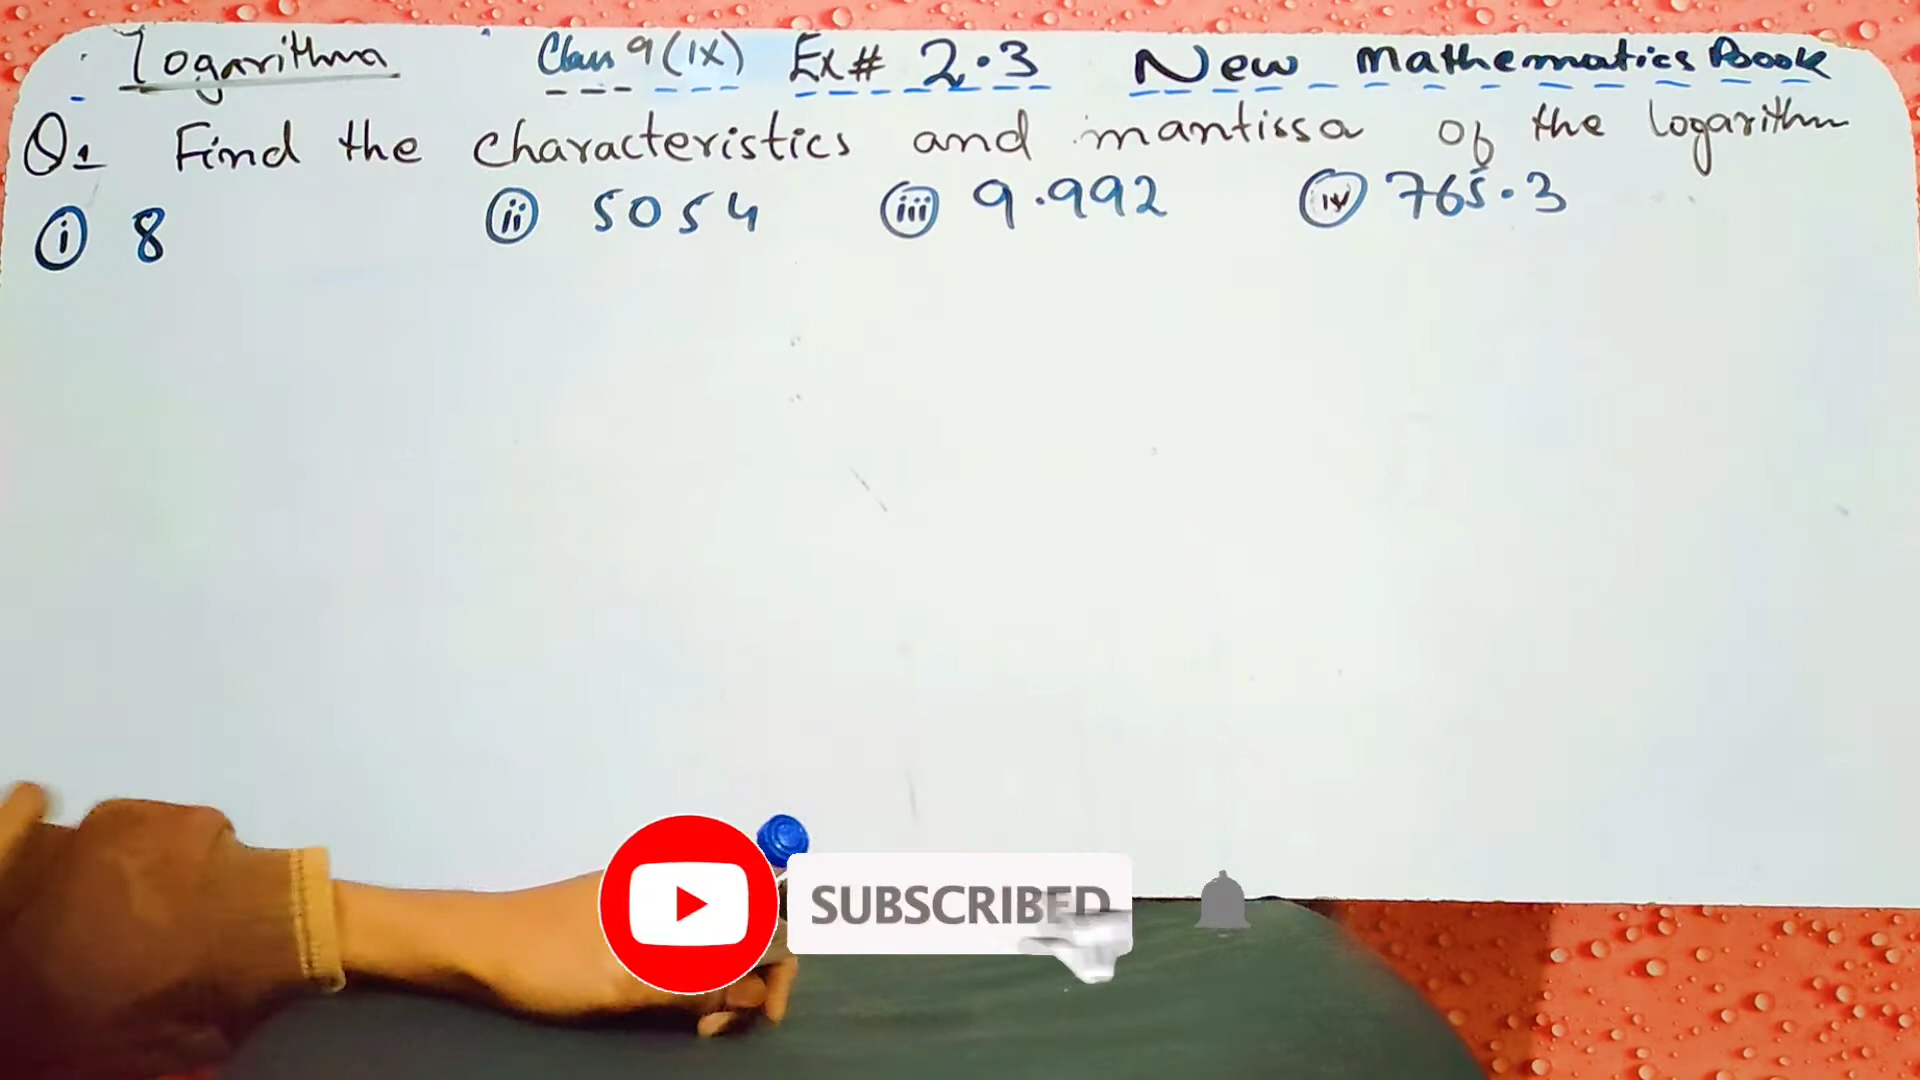 Logarithma Class 9 (IX) Ex# 2.3 New Mathematics Book
Q1 Find the characteristics and mantissa of the logarithm
(i) 8 (ii) 5054 (iii) 9.992 (iv) 765.3
SUBSCRIBED